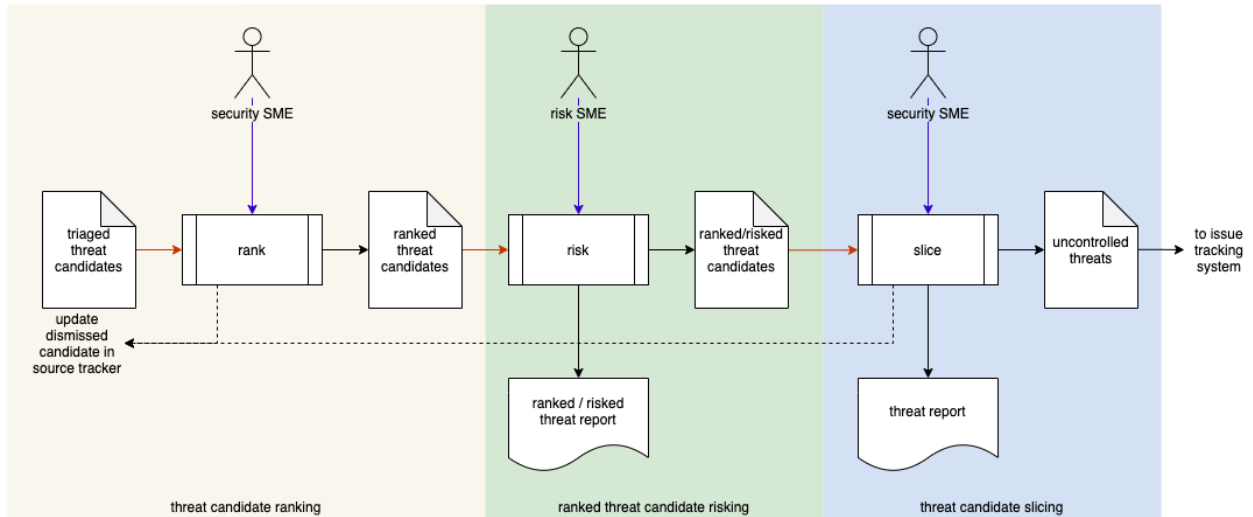 security SME
risk SME
security SME
triaged
threat
candidates
rank
ranked
threat
candidates
risk
ranked/risked
threat
candidates
slice
uncontrolled
threats
to issue
tracking
system
update
dismissed
candidate in
source tracker
ranked / risked
threat report
threat report
threat candidate ranking
ranked threat candidate risking
threat candidate slicing